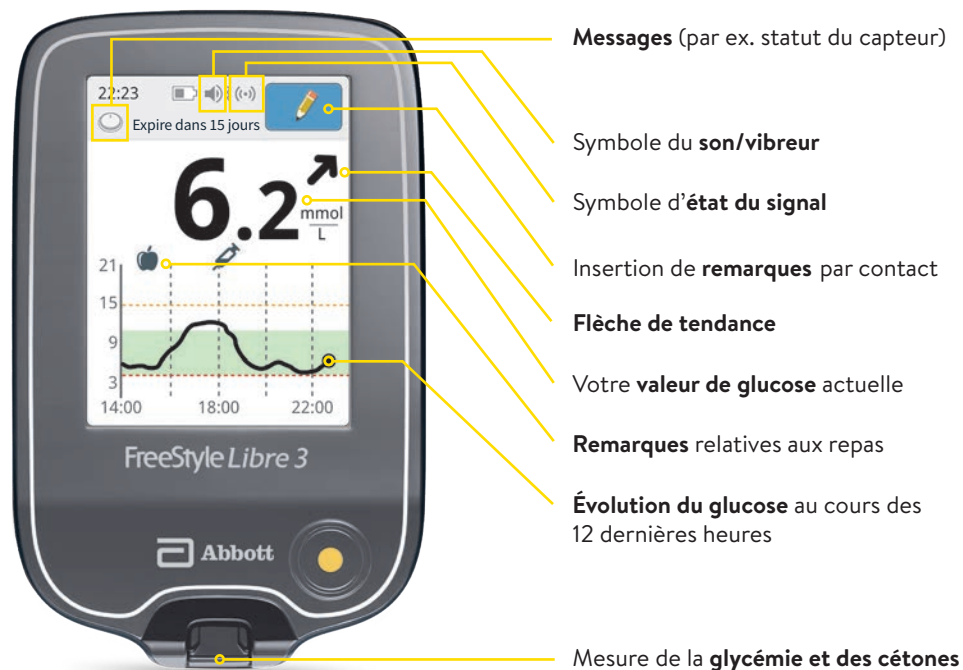 Messages (par ex. statut du capteur)
22:23
Expire dans 15 jours
Symbole du son/vibreur
6.2
mmol
L
Symbole d'état du signal
Insertion de remarques par contact
21
15
9
3
14:00 18:00 22:00
Flèche de tendance
Votre valeur de glucose actuelle
Remarques relatives aux repas
FreeStyle Libre 3
Évolution du glucose au cours des
12 dernières heures
Abbott
Mesure de la glycémie et des cétones